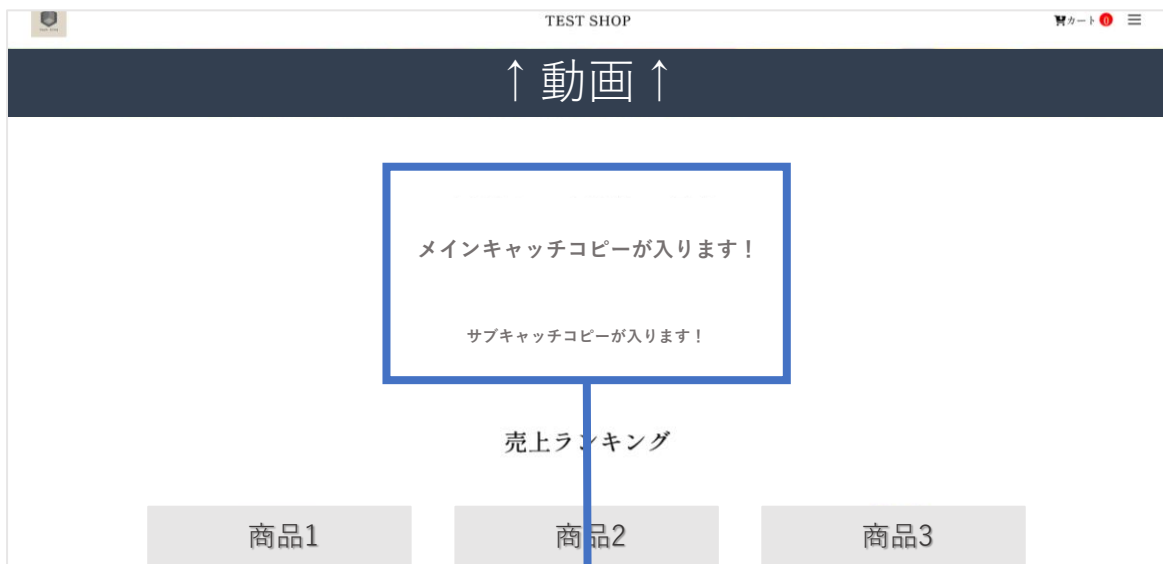 TEST SHOP
カート 0
↑動画↑
メインキャッチコピーが入ります！
サブキャッチコピーが入ります！
売上ランキング
商品1
商品2
商品3